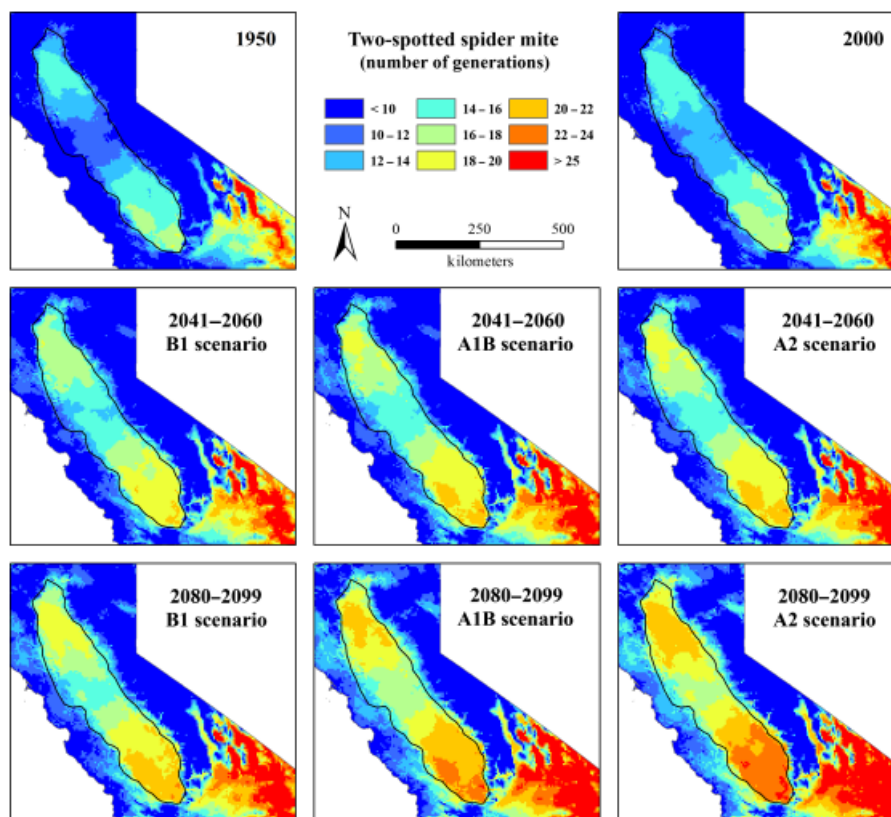 1950
Two-spotted spider mite
(number of generations)
2000
< 10
14 – 16
20 – 22
10 – 12
16 – 18
22 – 24
12 – 14
18 – 20
> 25
N
0 250 500
kilometers
2041–2060
B1 scenario
2041–2060
A1B scenario
2041–2060
A2 scenario
2080–2099
B1 scenario
2080–2099
A1B scenario
2080–2099
A2 scenario